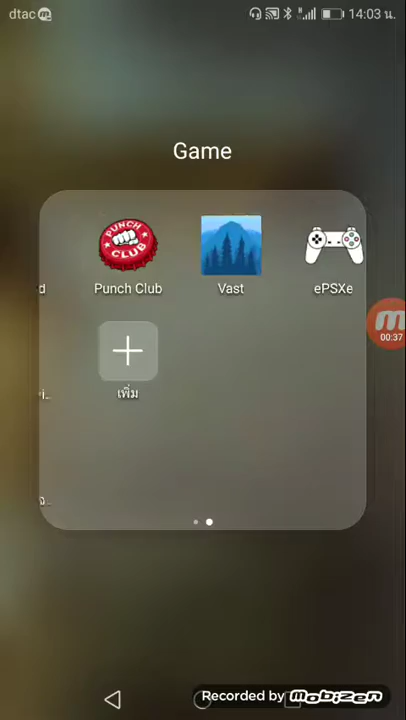 dtac
14:03 น.
Game
PUNCH CLUB
d
Punch Club
Vast
ePSXe
00:37
i...
เพิ่ม
ฉ...
Recorded by mobizen